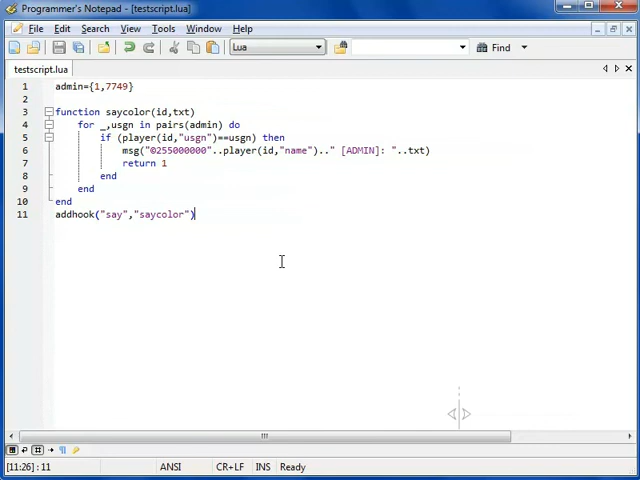 Programmer's Notepad - [testscript.lua]
File Edit Search View Tools Window Help
Lua Find
testscript.lua
1 admin={1,7749}
2
3 function saycolor(id,txt)
4 for _,usgn in pairs(admin) do
5 if (player(id,"usgn")==usgn) then
6 msg("©255000000"..player(id,"name").." [ADMIN]: "..txt)
7 return 1
8 end
9 end
10 end
11 addhook("say","saycolor")
[11:26] : 11 ANSI CR+LF INS Ready